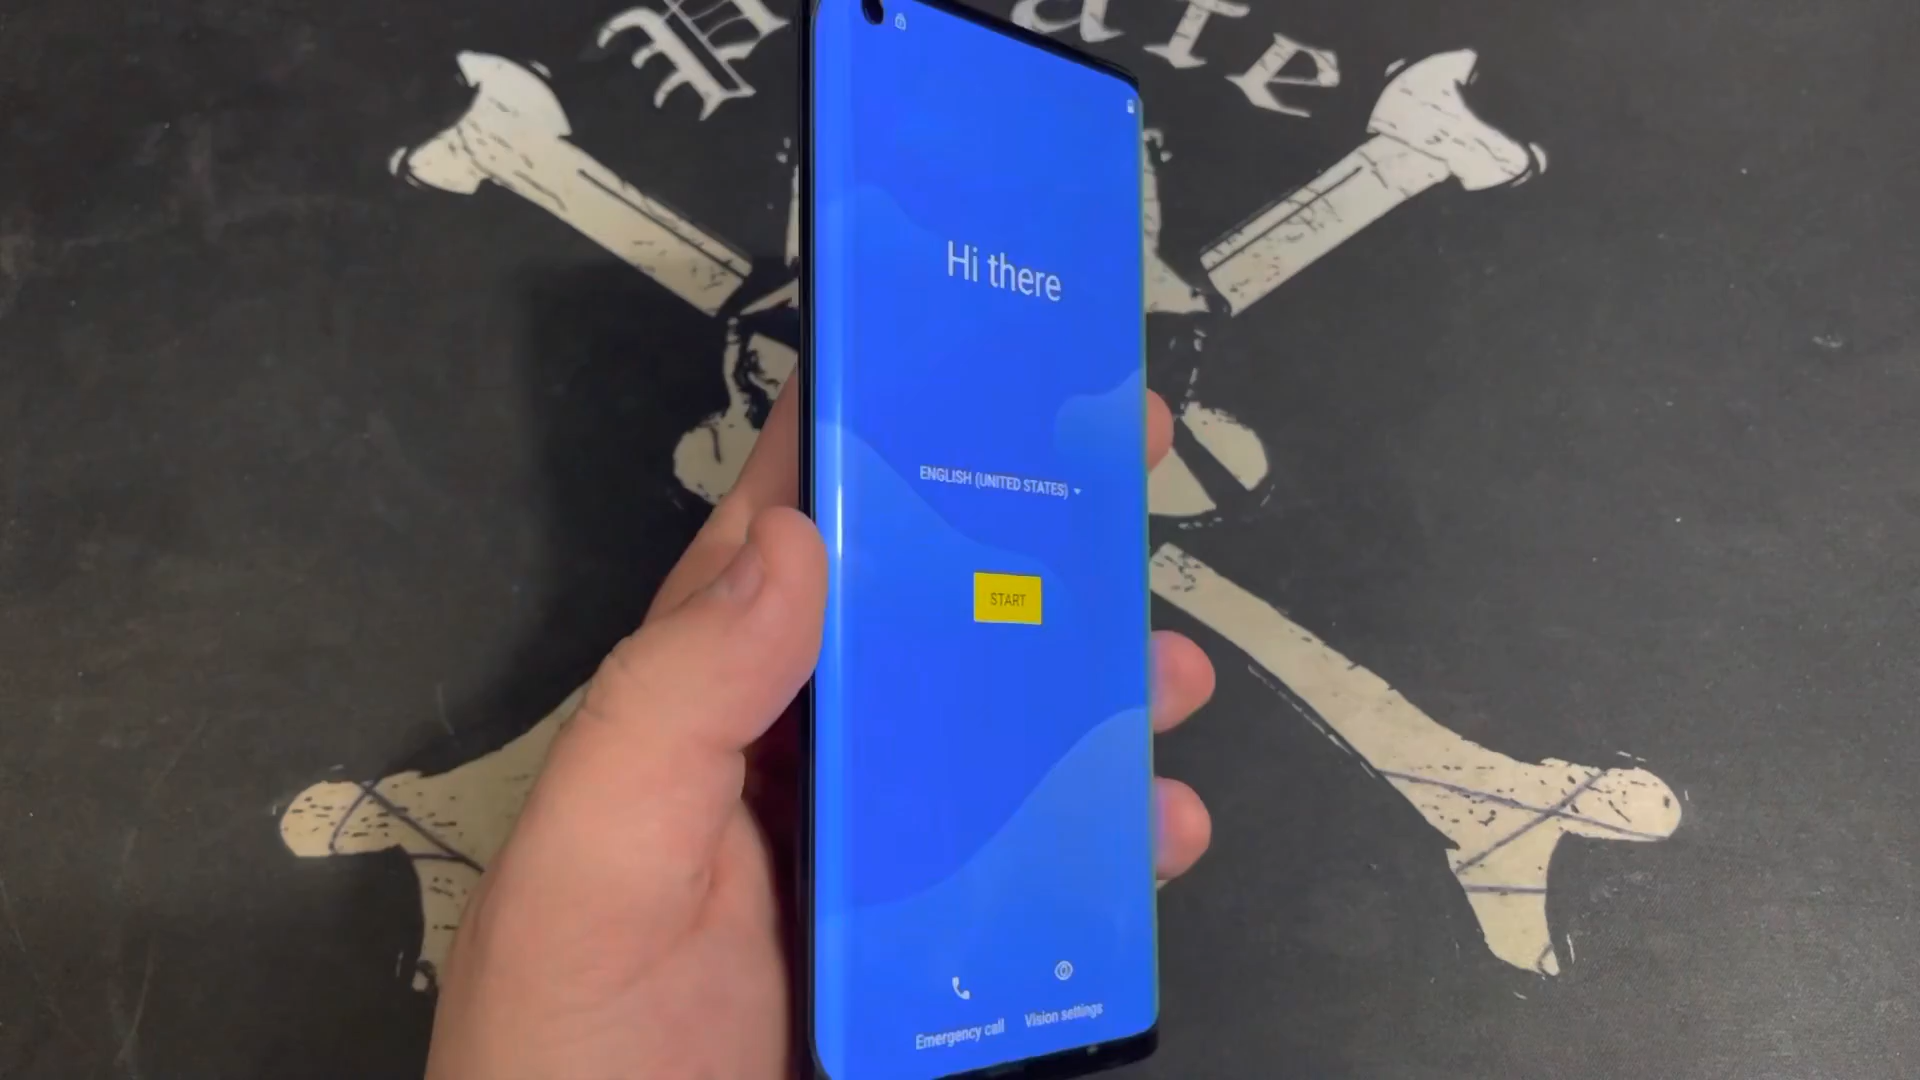 Hi there
ENGLISH (UNITED STATES)
START
Emergency call
Vision settings